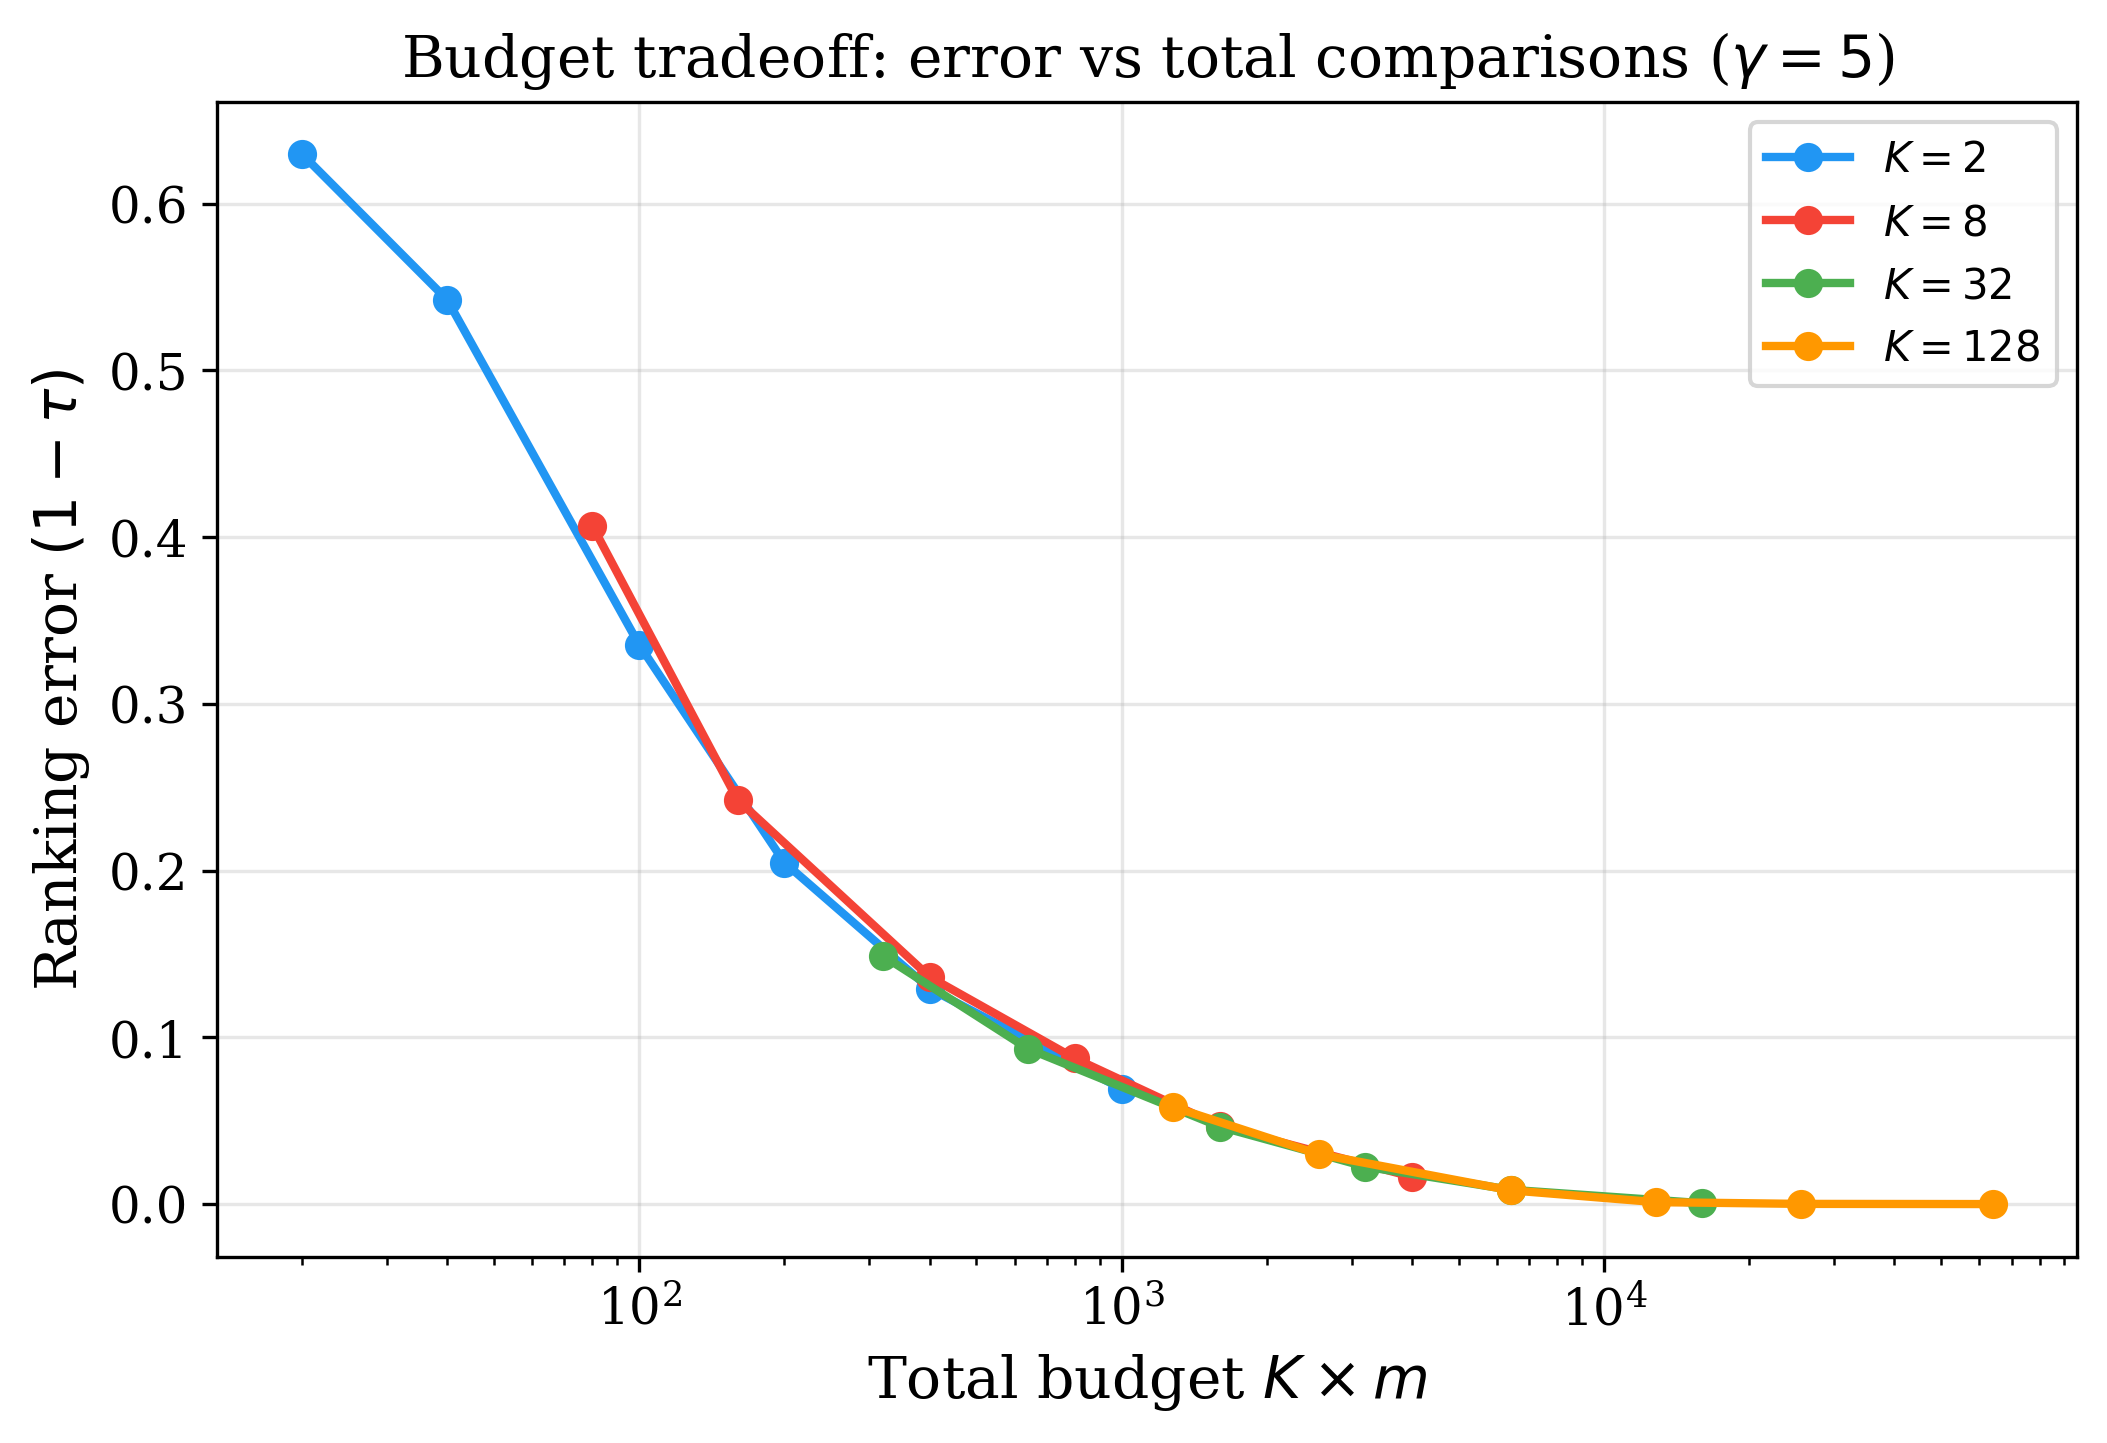 Budget tradeoff: error vs total comparisons (γ = 5)
K = 2
K = 8
K = 32
K = 128
Ranking error (1 − τ)
0.6
0.5
0.4
0.3
0.2
0.1
0.0
10² 10³ 10⁴
Total budget K × m